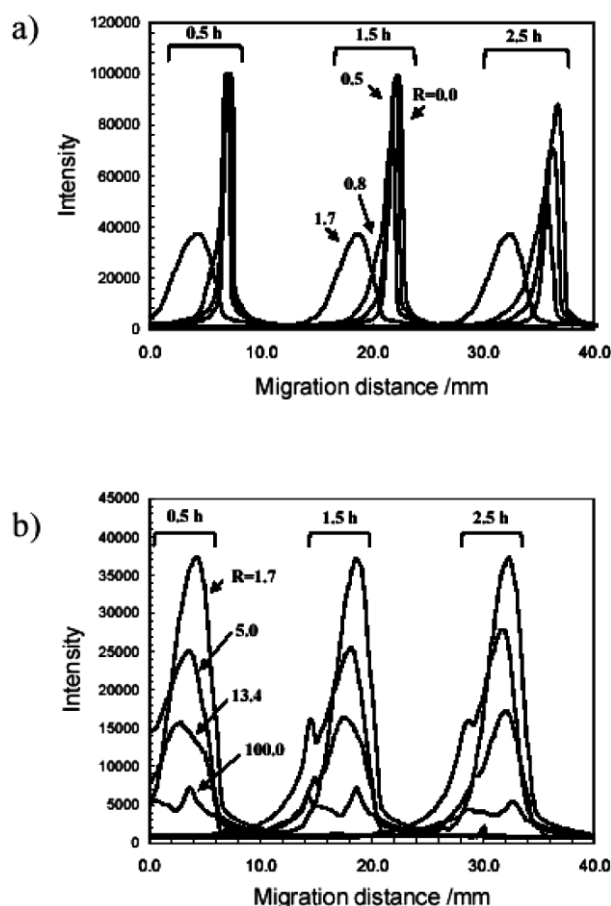 a)
0.5 h
1.5 h
2.5 h
120000
100000
80000
60000
40000
20000
0
Intensity
0.5
R=0.0
0.8
1.7
0.0
10.0
20.0
30.0
40.0
Migration distance /mm
b)
0.5 h
1.5 h
2.5 h
45000
40000
35000
30000
25000
20000
15000
10000
5000
0
Intensity
R=1.7
5.0
13.4
100.0
0.0
10.0
20.0
30.0
40.0
Migration distance /mm